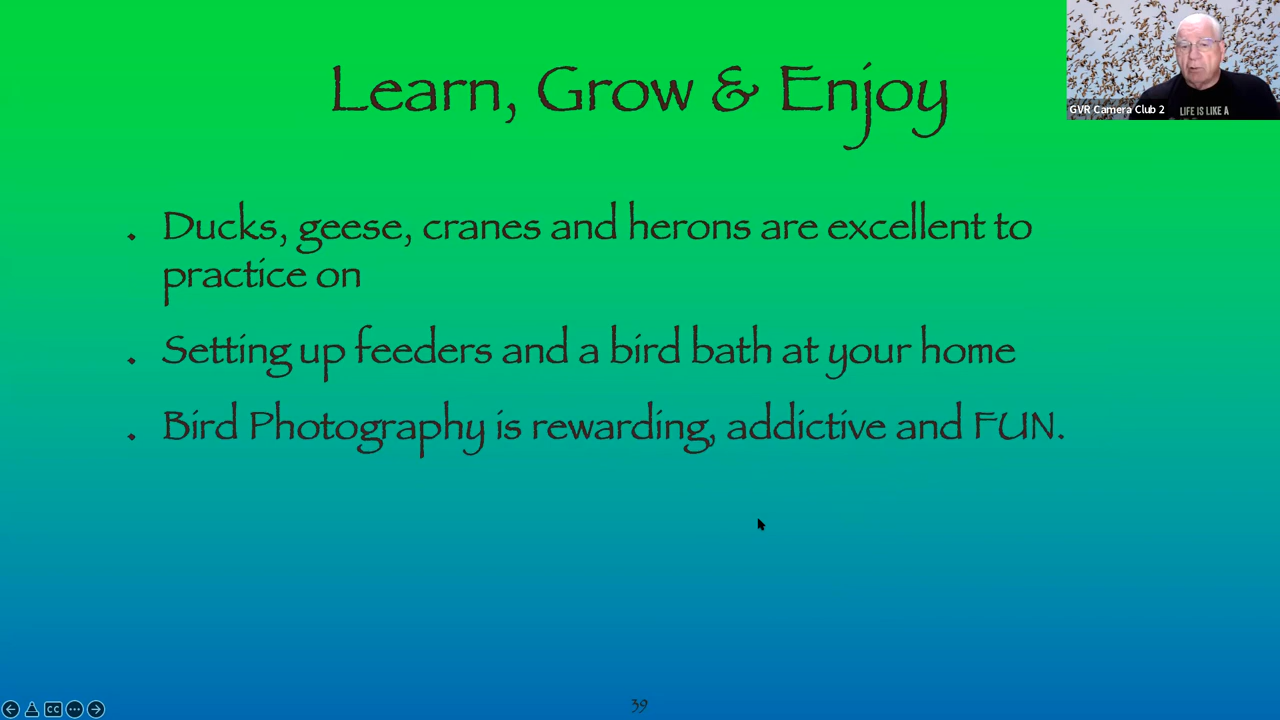 Learn, Grow & Enjoy
GVR Camera Club 2
LIFE IS LIKE A
Ducks, geese, cranes and herons are excellent to
practice on
Setting up feeders and a bird bath at your home
Bird Photography is rewarding, addictive and FUN.
CC
39